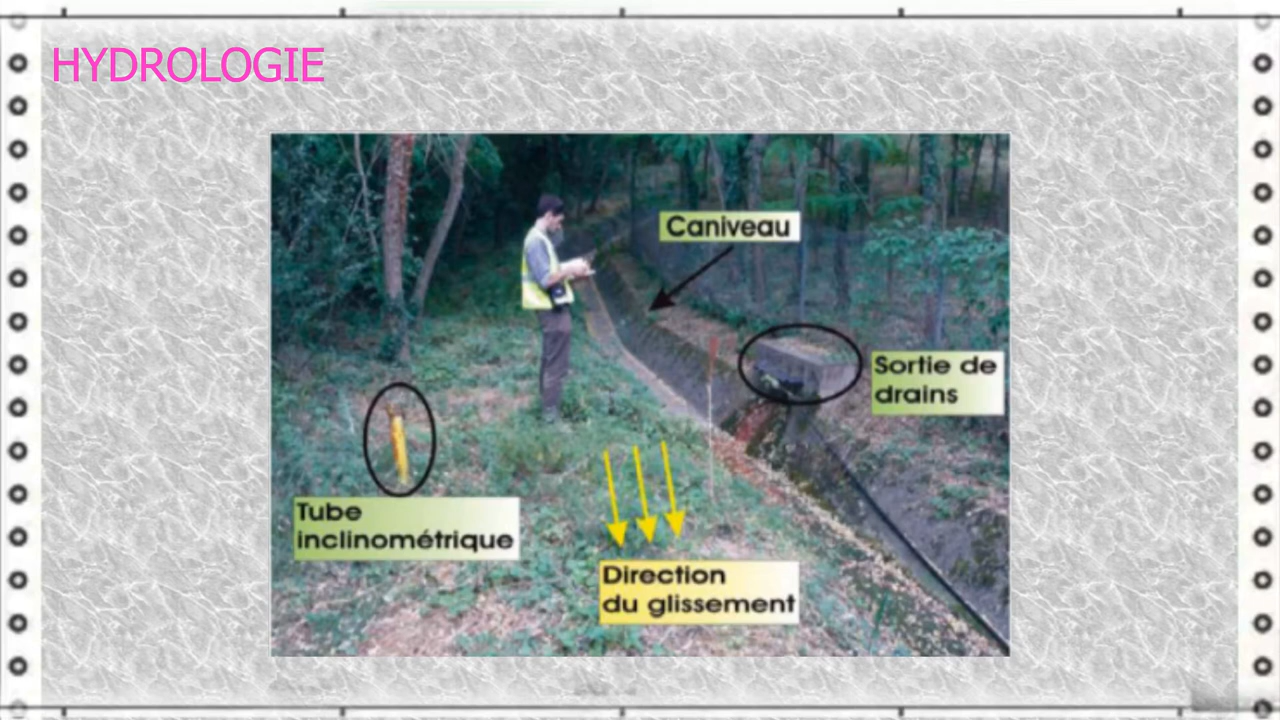 HYDROLOGIE
Caniveau
Sortie de
drains
Tube
inclinométrique
Direction
du glissement